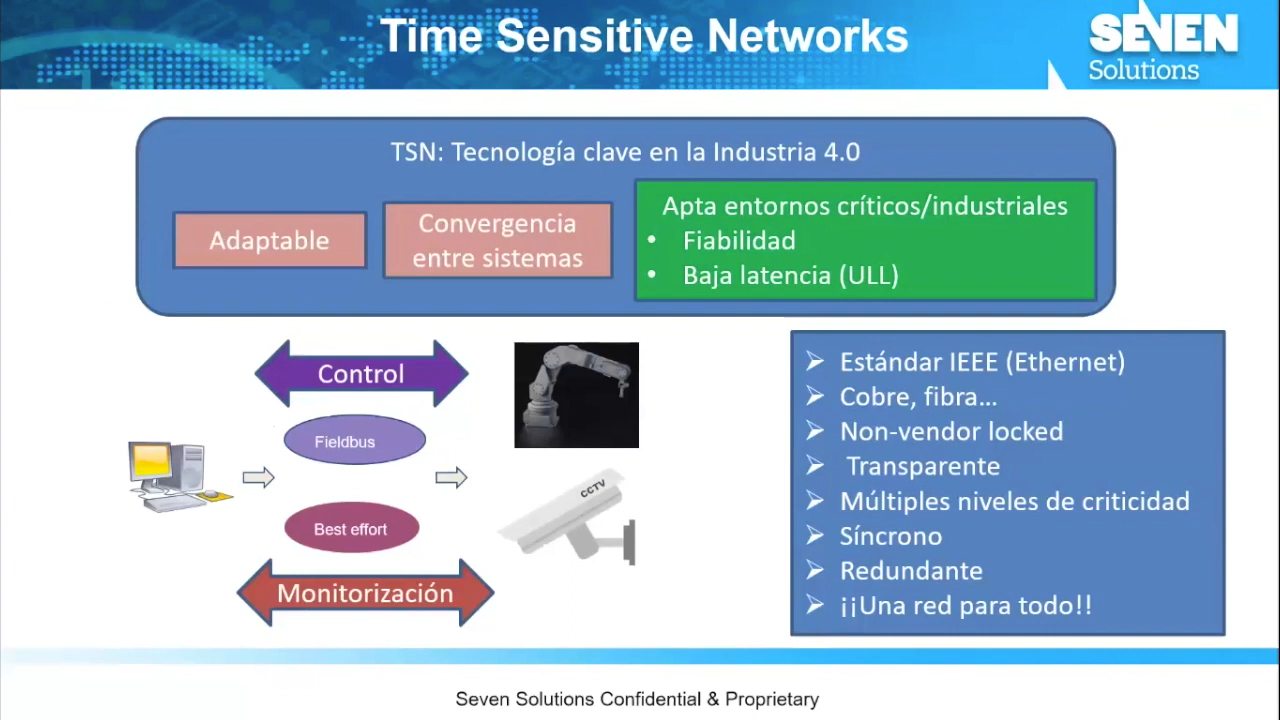 Time Sensitive Networks
SEVEN
Solutions
TSN: Tecnología clave en la Industria 4.0
Adaptable
Convergencia
entre sistemas
Apta entornos críticos/industriales
• Fiabilidad
• Baja latencia (ULL)
Control
Fieldbus
Best effort
Monitorización
CCTV
➢ Estándar IEEE (Ethernet)
➢ Cobre, fibra…
➢ Non-vendor locked
➢ Transparente
➢ Múltiples niveles de criticidad
➢ Síncrono
➢ Redundante
➢ ¡¡Una red para todo!!
Seven Solutions Confidential & Proprietary